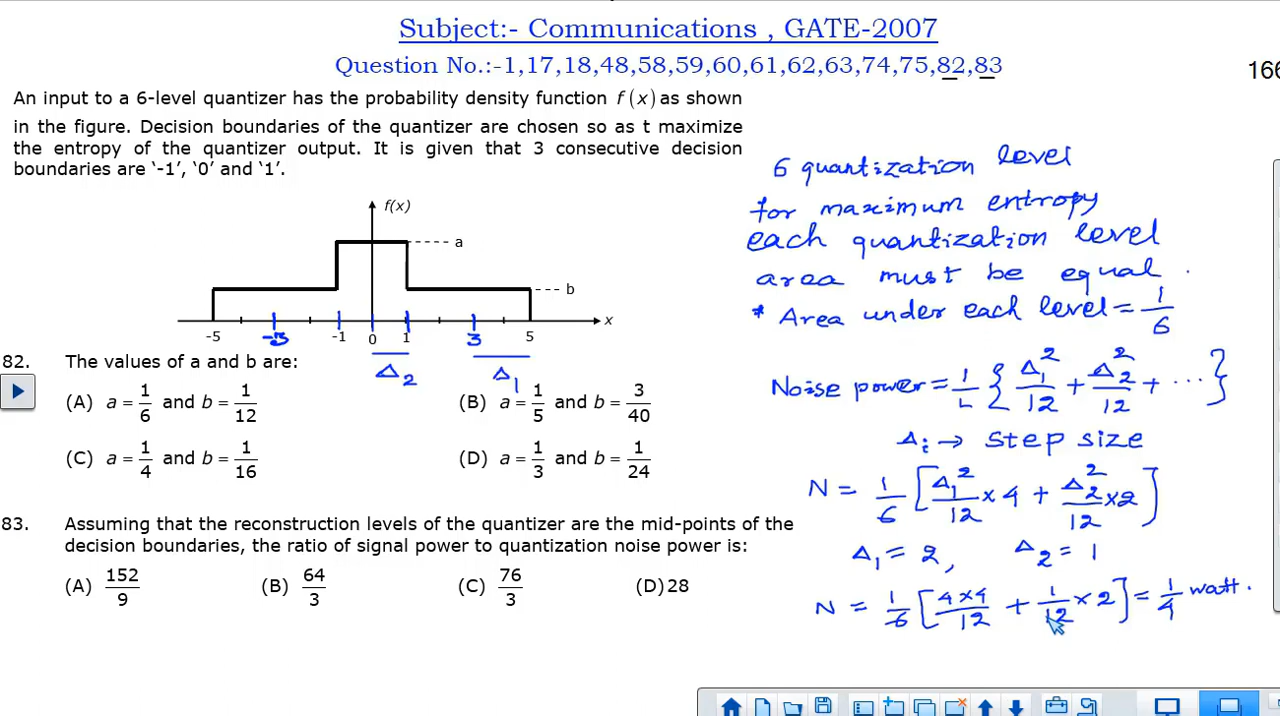 Subject:- Communications , GATE-2007
Question No.:-1,17,18,48,58,59,60,61,62,63,74,75,82,83
166
An input to a 6-level quantizer has the probability density function f(x) as shown
in the figure. Decision boundaries of the quantizer are chosen so as t maximize
the entropy of the quantizer output. It is given that 3 consecutive decision
boundaries are '-1', '0' and '1'.
f(x)
a
b
x
-5 -3 -1 0 1 3 5
Δ2 Δ1
82. The values of a and b are:
(A) a = 1/6 and b = 1/12 (B) a = 1/5 and b = 3/40
(C) a = 1/4 and b = 1/16 (D) a = 1/3 and b = 1/24
83. Assuming that the reconstruction levels of the quantizer are the mid-points of the
decision boundaries, the ratio of signal power to quantization noise power is:
(A) 152/9 (B) 64/3 (C) 76/3 (D) 28
6 quantization level
for maximum entropy
each quantization level
area must be equal .
* Area under each level = 1/6
Noise power = 1/L { Δ1²/12 + Δ2²/12 + ... }
Δi → step size
N = 1/6 [ Δ1²/12 × 4 + Δ2²/12 × 2 ]
Δ1 = 2, Δ2 = 1
N = 1/6 [ 4×4/12 + 1/12 × 2 ] = 1/4 watt.